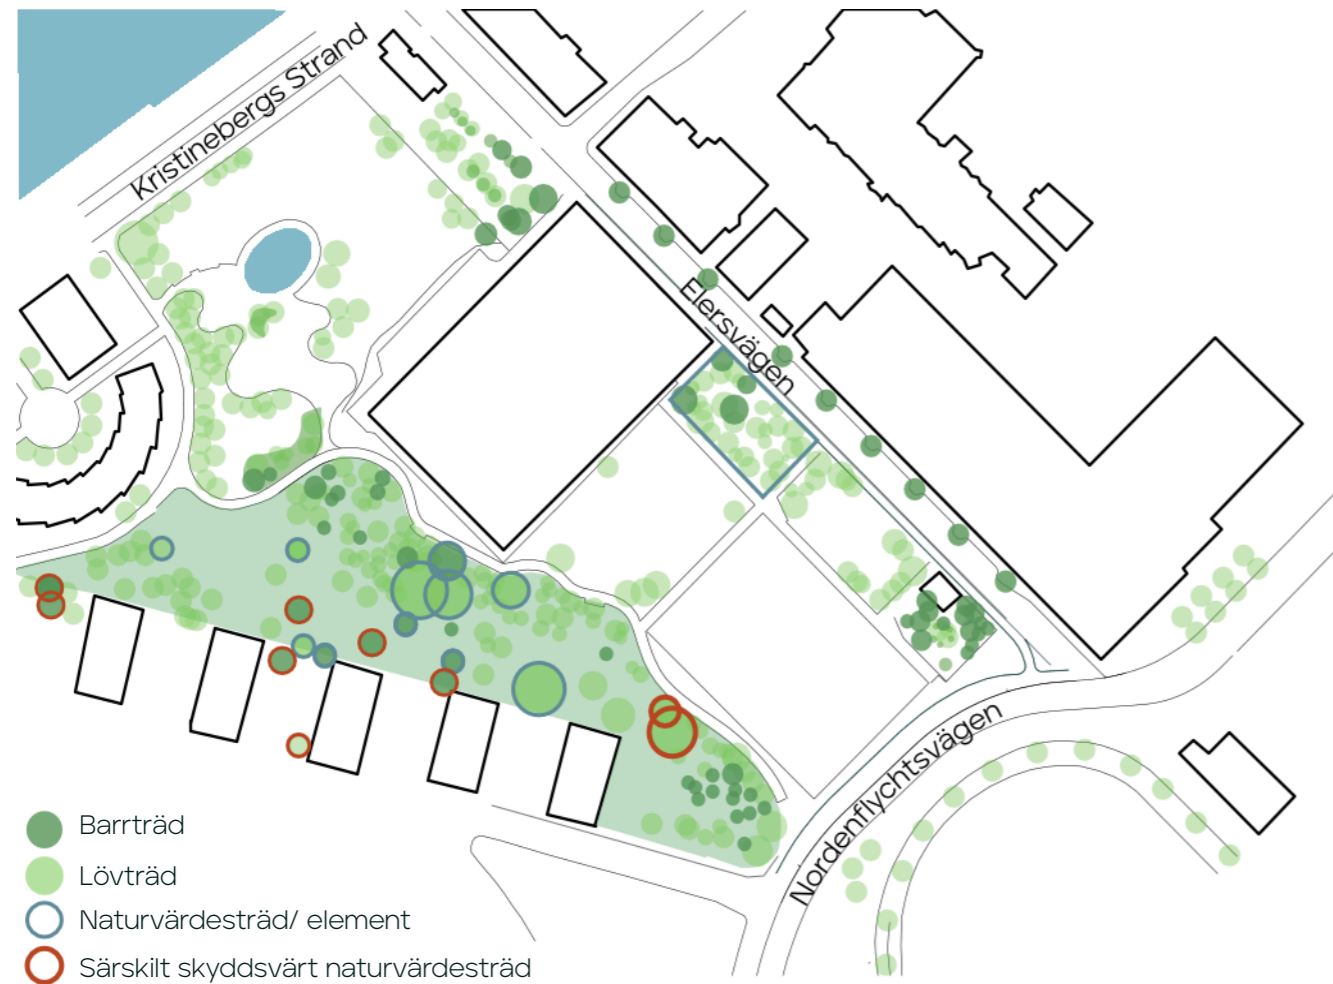 Kristinebergs Strand
Elersvägen
Nordenflychtsvägen
Barrträd
Lövträd
Naturvärdesträd/ element
Särskilt skyddsvärt naturvärdesträd